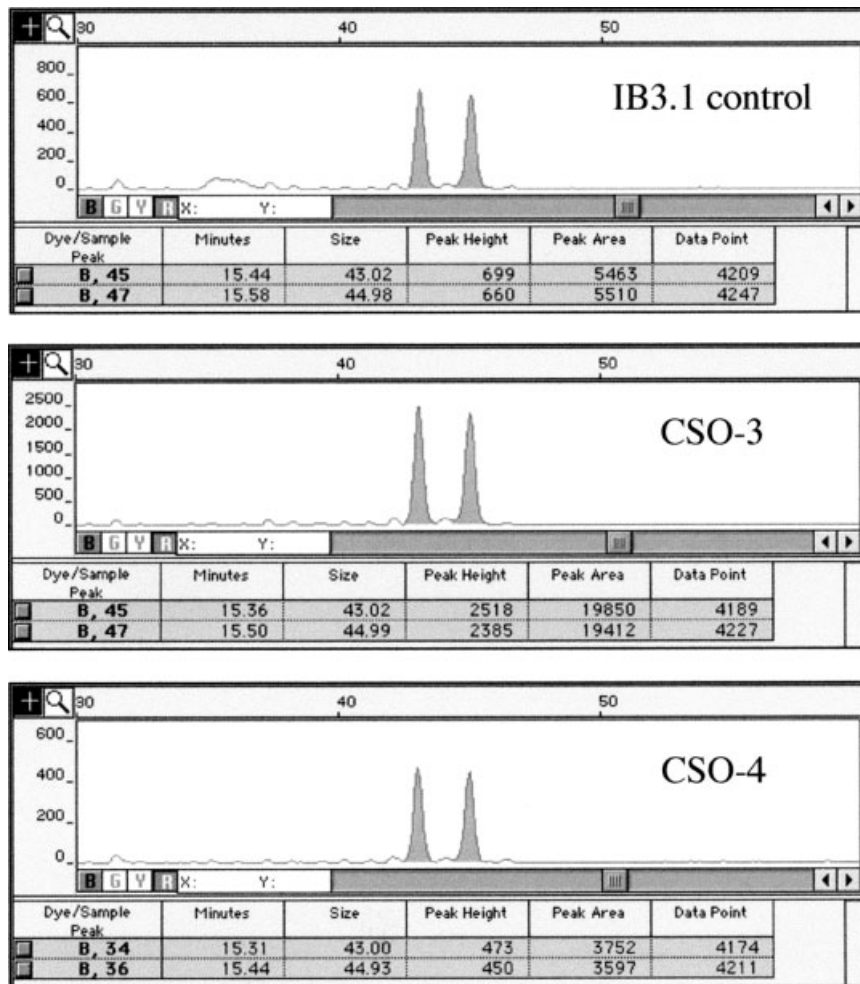 30 40 50
800
600
400
200
0
IB3.1 control
B G Y R X: Y:
Dye/Sample Peak Minutes Size Peak Height Peak Area Data Point
B, 45 15.44 43.02 699 5463 4209
B, 47 15.58 44.98 660 5510 4247
30 40 50
2500
2000
1500
1000
500
0
CSO-3
B G Y R X: Y:
Dye/Sample Peak Minutes Size Peak Height Peak Area Data Point
B, 45 15.36 43.02 2518 19850 4189
B, 47 15.50 44.99 2385 19412 4227
30 40 50
600
400
200
0
CSO-4
B G Y R X: Y:
Dye/Sample Peak Minutes Size Peak Height Peak Area Data Point
B, 34 15.31 43.00 473 3752 4174
B, 36 15.44 44.93 450 3597 4211